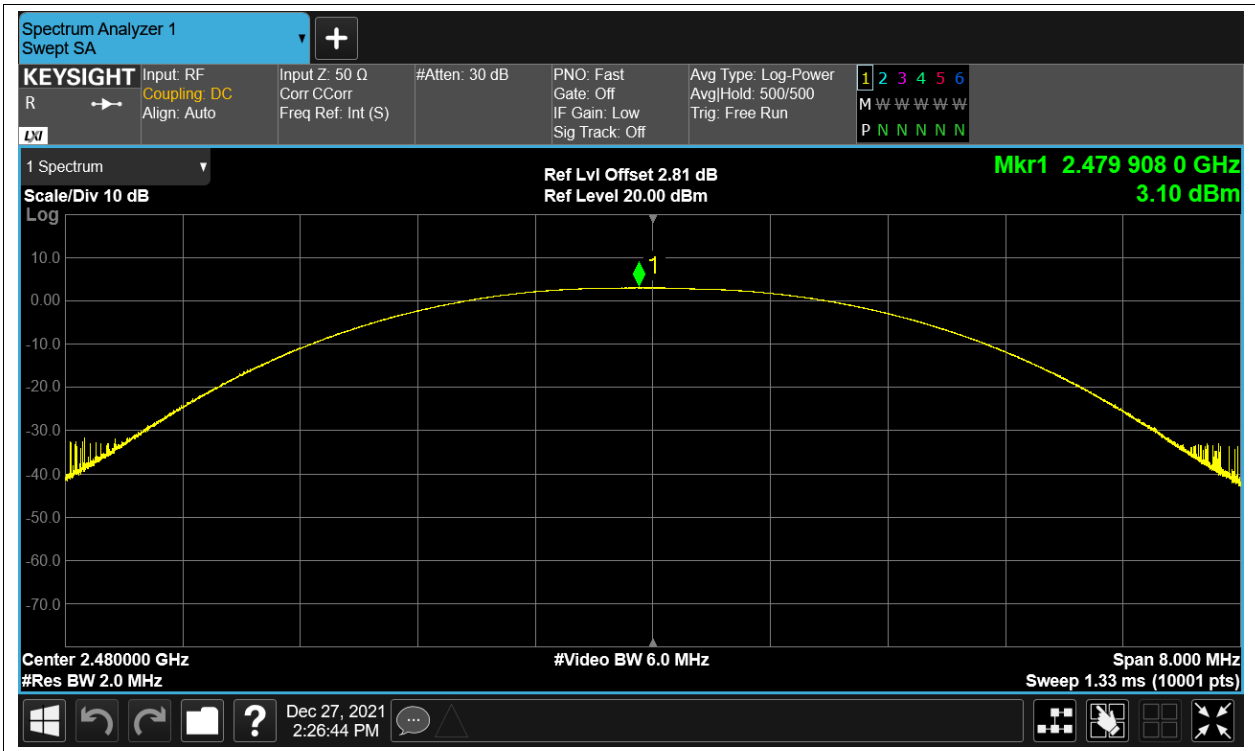 Spectrum Analyzer 1
Swept SA
KEYSIGHT
R
LXI
Input: RF
Coupling: DC
Align: Auto
Input Z: 50 Ω
Corr CCorr
Freq Ref: Int (S)
#Atten: 30 dB
PNO: Fast
Gate: Off
IF Gain: Low
Sig Track: Off
Avg Type: Log-Power
Avg|Hold: 500/500
Trig: Free Run
1 2 3 4 5 6
M W W W W W
P N N N N N
1 Spectrum
Scale/Div 10 dB
Ref Lvl Offset 2.81 dB
Ref Level 20.00 dBm
Mkr1 2.479 908 0 GHz
3.10 dBm
Log
10.0
0.00
-10.0
-20.0
-30.0
-40.0
-50.0
-60.0
-70.0
1
Center 2.480000 GHz
#Res BW 2.0 MHz
#Video BW 6.0 MHz
Span 8.000 MHz
Sweep 1.33 ms (10001 pts)
?
Dec 27, 2021
2:26:44 PM